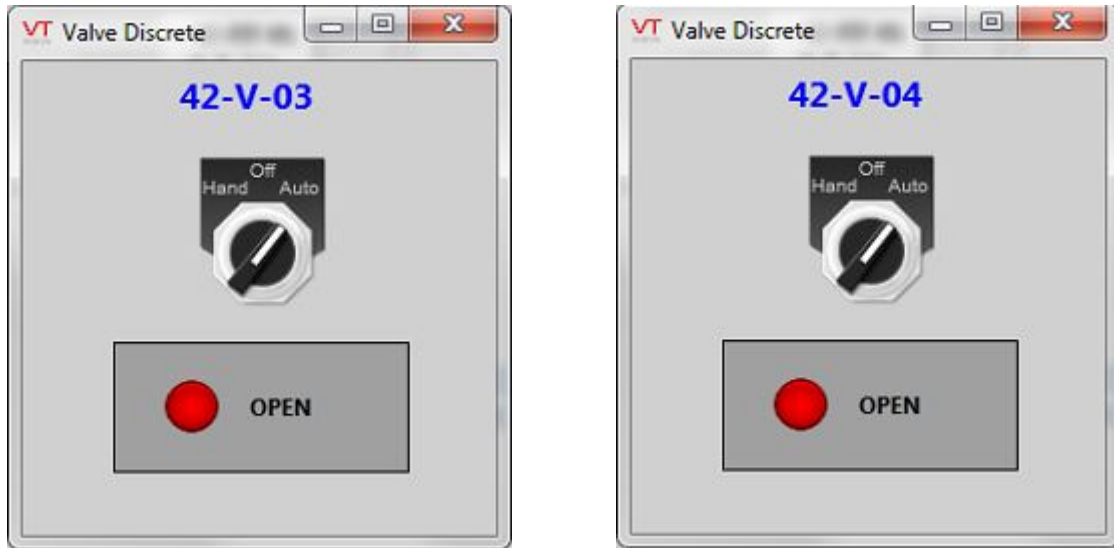 VT Valve Discrete
42-V-03
Off
Hand Auto
OPEN
VT Valve Discrete
42-V-04
Off
Hand Auto
OPEN